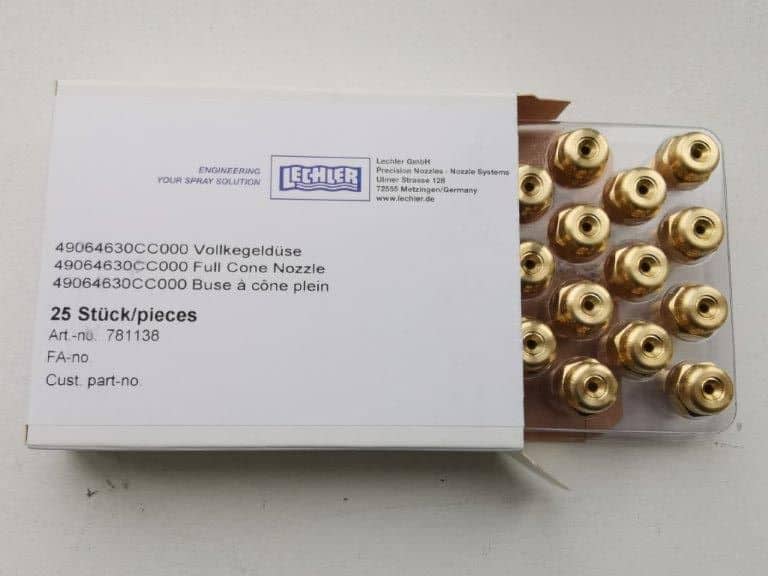 ENGINEERING
YOUR SPRAY SOLUTION
LECHLER
Lechler GmbH
Precision Nozzles - Nozzle Systems
Ulmer Strasse 128
72555 Metzingen/Germany
www.lechler.de
49064630CC000 Vollkegeldüse
49064630CC000 Full Cone Nozzle
49064630CC000 Buse à cône plein
25 Stück/pieces
Art.-no. 781138
FA-no.
Cust. part-no.